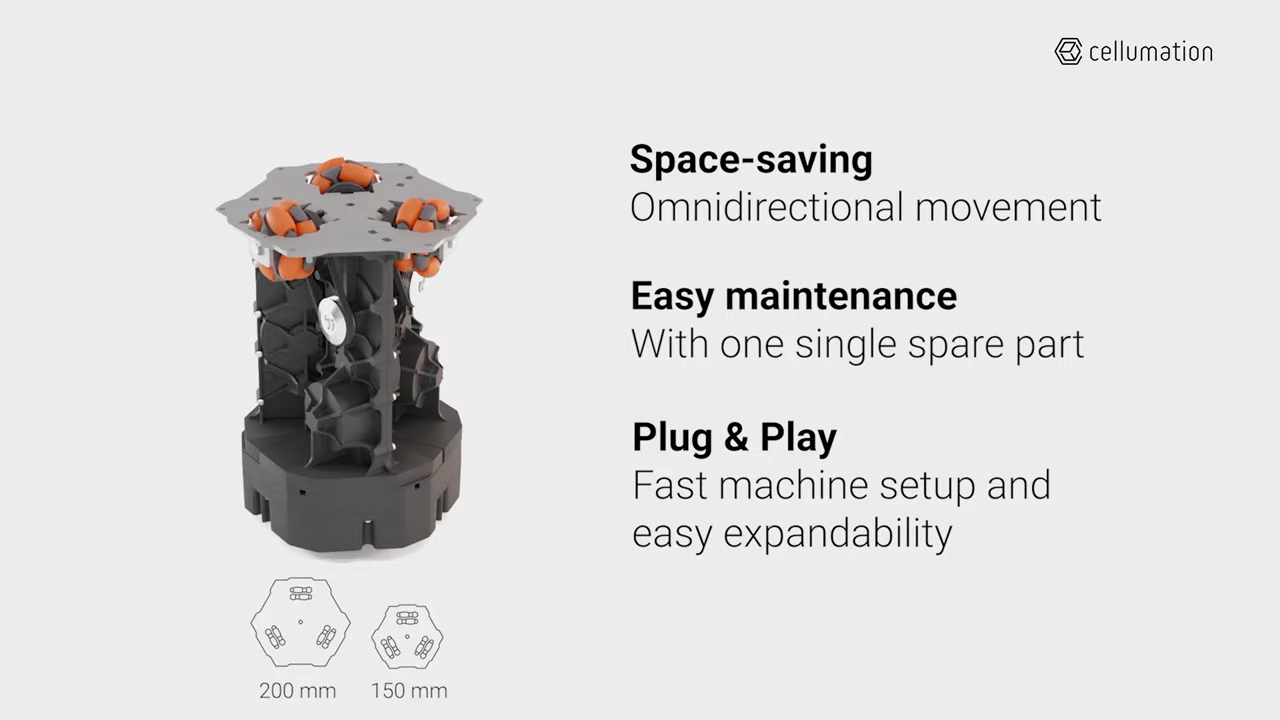 cellumation
Space-saving
Omnidirectional movement
Easy maintenance
With one single spare part
Plug & Play
Fast machine setup and
easy expandability
200 mm
150 mm